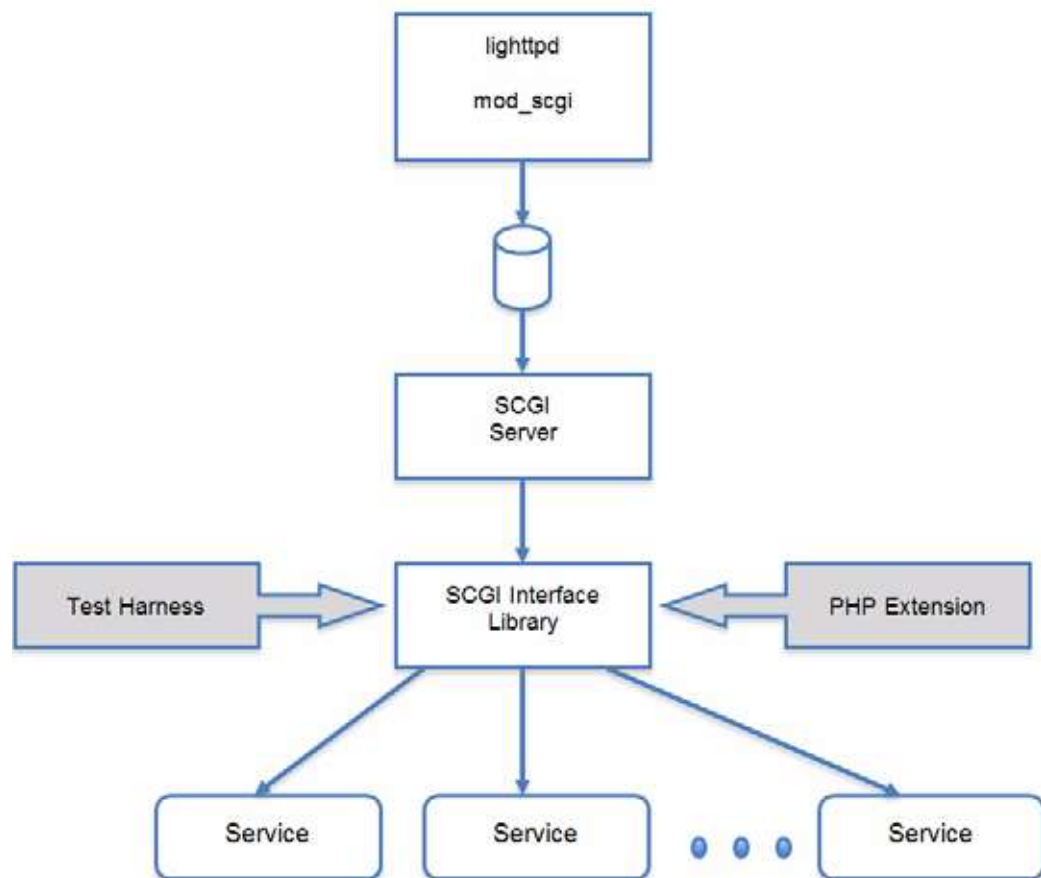 lighttpd
mod_scgi
SCGI
Server
Test Harness
SCGI Interface
Library
PHP Extension
Service
Service
Service